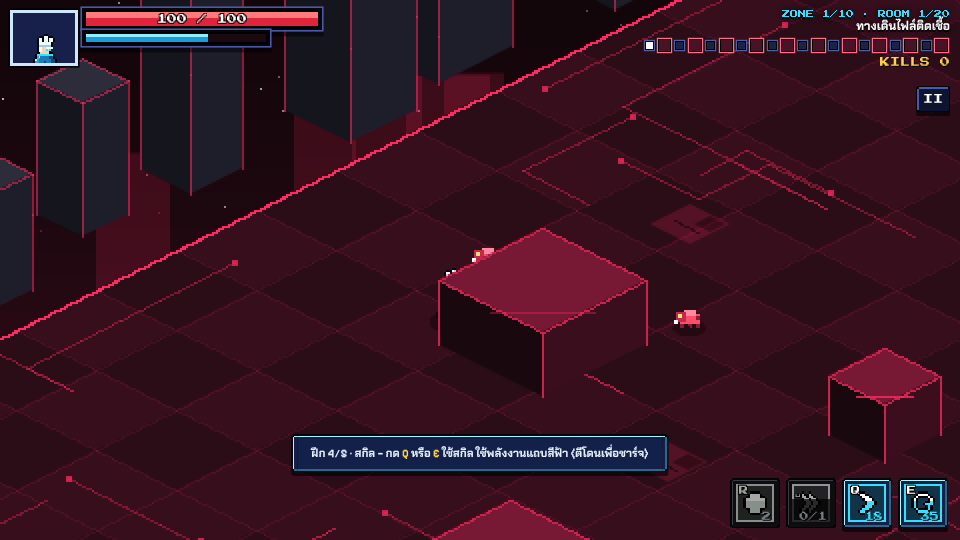 100 / 100
ZONE 1/10 · ROOM 1/20
ทางเดินไฟล์ติดเชื้อ
KILLS 0
II
ฝึก 4/8 · สกิล - กด Q หรือ E ใช้สกิล ใช้พลังงานแถบสีฟ้า (ตีโดนเพื่อชาร์จ)
R
2
0/1
Q
18
E
35